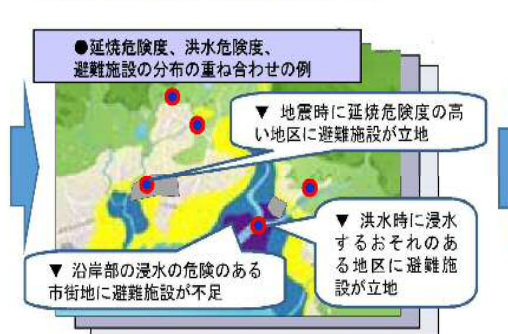 ●延焼危険度、洪水危険度、
避難施設の分布の重ね合わせの例
▼ 地震時に延焼危険度の高
い地区に避難施設が立地
▼ 洪水時に浸水
するおそれのあ
る地区に避難施
設が立地
▼ 沿岸部の浸水の危険のある
市街地に避難施設が不足